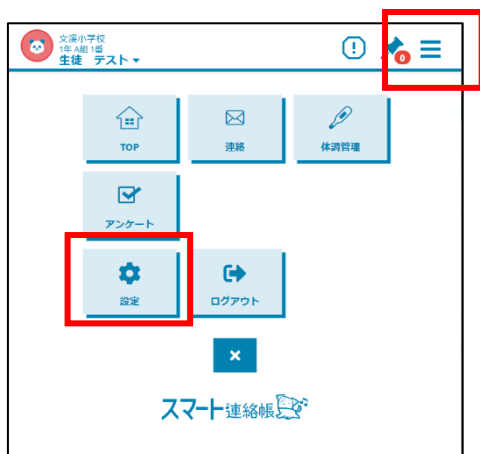 文溪小学校
1年 A組 1番
生徒 テスト
0
TOP
連絡
体調管理
アンケート
設定
ログアウト
スマート連絡帳